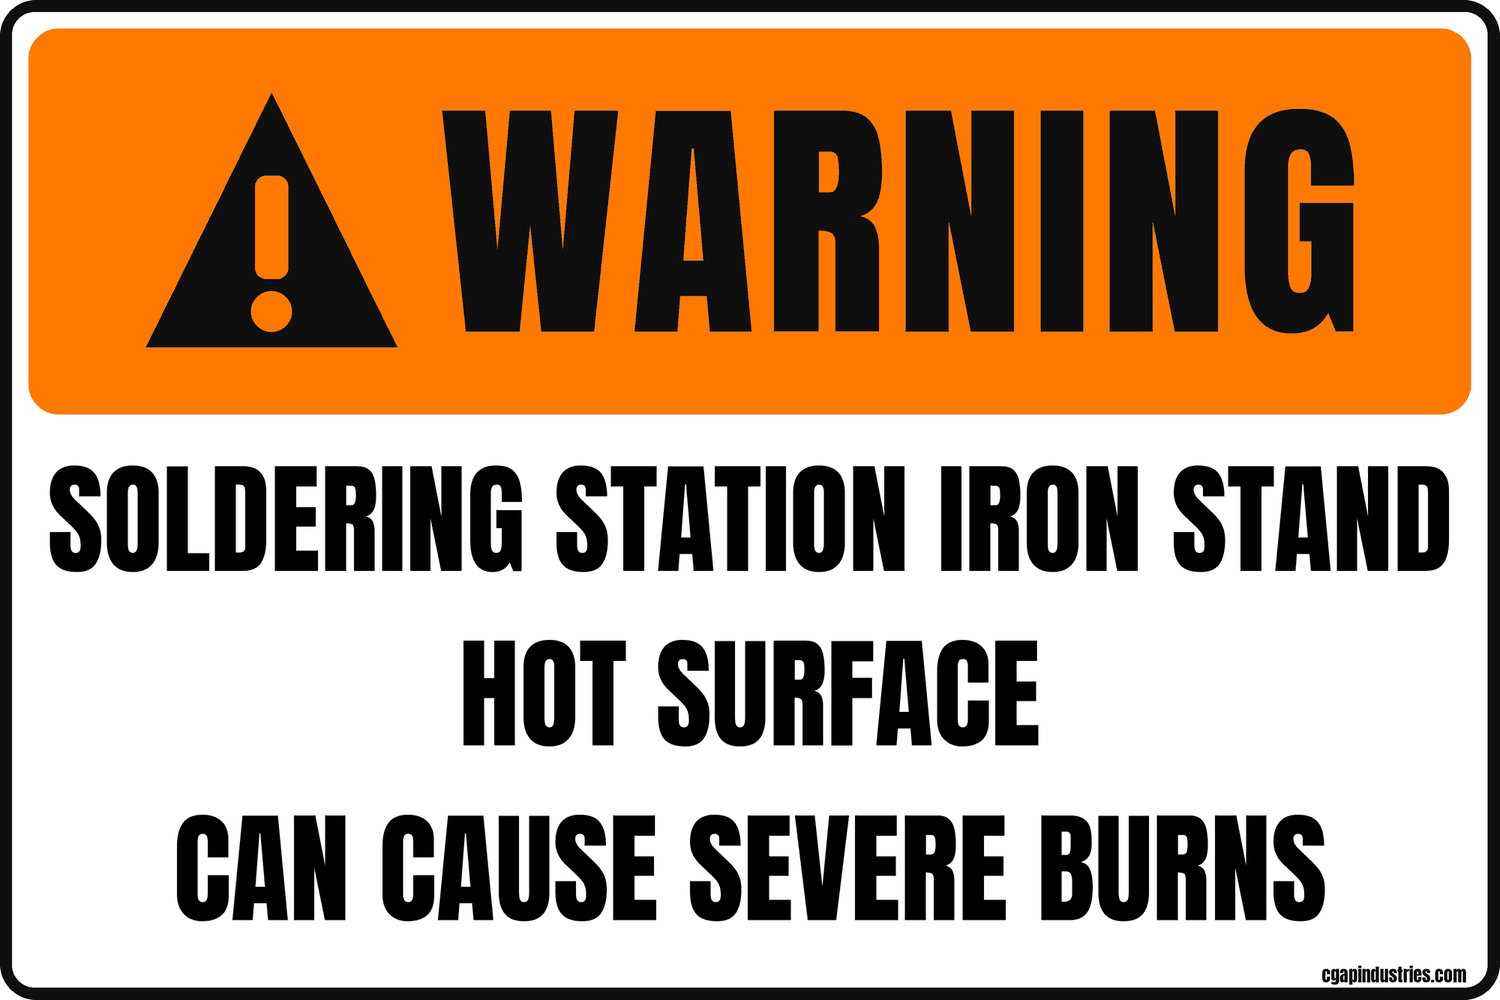 WARNING
SOLDERING STATION IRON STAND
HOT SURFACE
CAN CAUSE SEVERE BURNS
cgapindustries.com